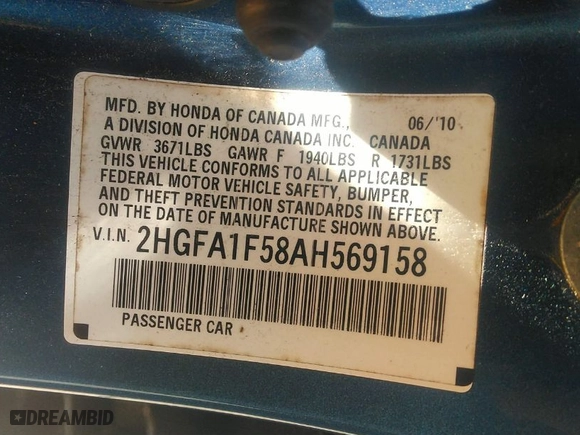 MFD. BY HONDA OF CANADA MFG., 06/'10
A DIVISION OF HONDA CANADA INC. CANADA
GVWR 3671LBS GAWR F 1940LBS R 1731LBS
THIS VEHICLE CONFORMS TO ALL APPLICABLE
FEDERAL MOTOR VEHICLE SAFETY, BUMPER,
AND THEFT PREVENTION STANDARDS IN EFFECT
ON THE DATE OF MANUFACTURE SHOWN ABOVE.
V.I.N. 2HGFA1F58AH569158
PASSENGER CAR
DREAMBID